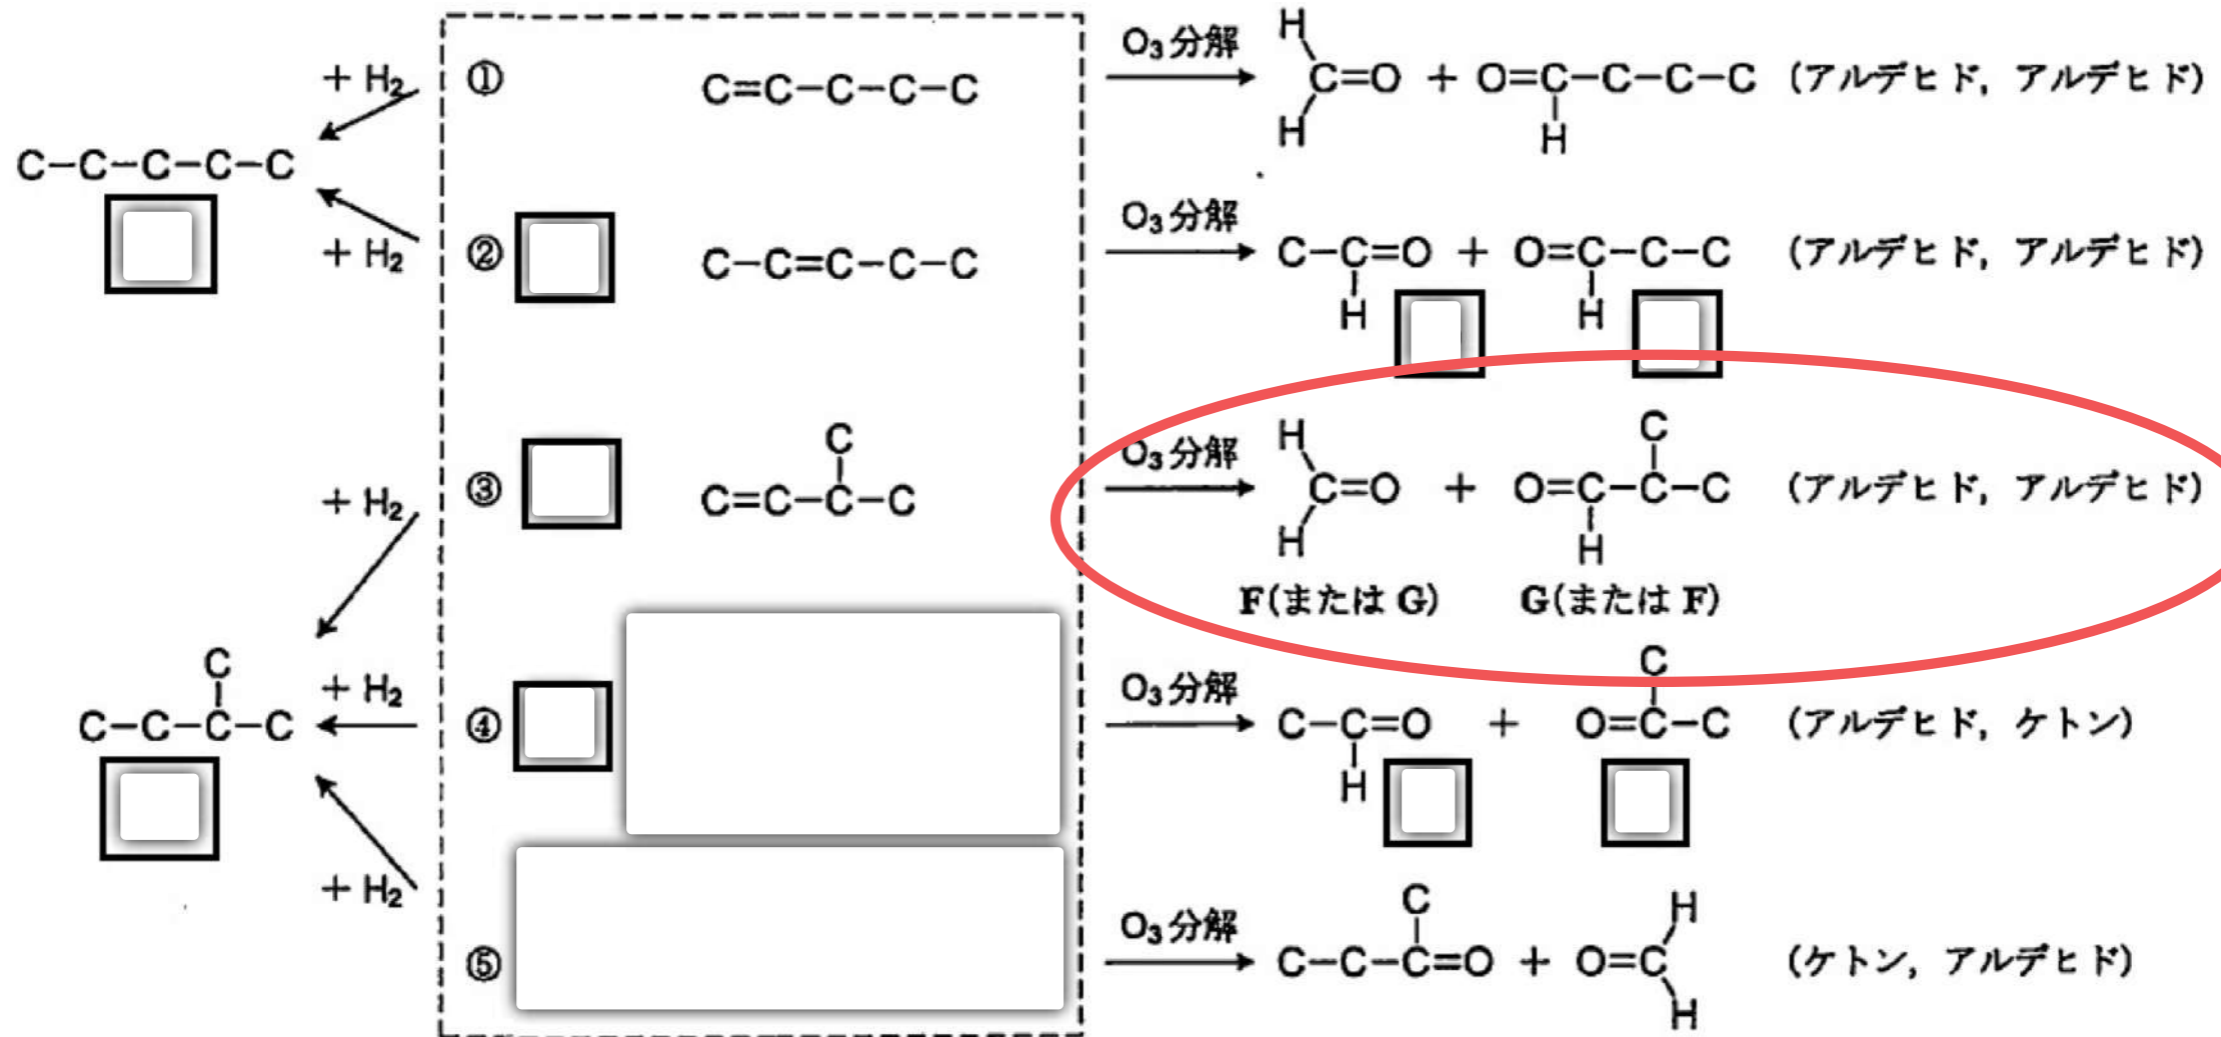 + H₂ ① C=C-C-C-C O₃分解 H C=O H + O=C-C-C-C H (アルデヒド, アルデヒド)
C-C-C-C-C
+ H₂ ② C-C=C-C-C O₃分解 C-C=O H + O=C-C-C H (アルデヒド, アルデヒド)
+ H₂ ③ C=C-C-C C O₃分解 H C=O H + O=C-C-C H C (アルデヒド, アルデヒド)
F(または G) G(または F)
C-C-C-C C + H₂ ④ O₃分解 C-C=O H + O=C-C C (アルデヒド, ケトン)
+ H₂ ⑤ O₃分解 C-C-C=O C + O=C H H (ケトン, アルデヒド)